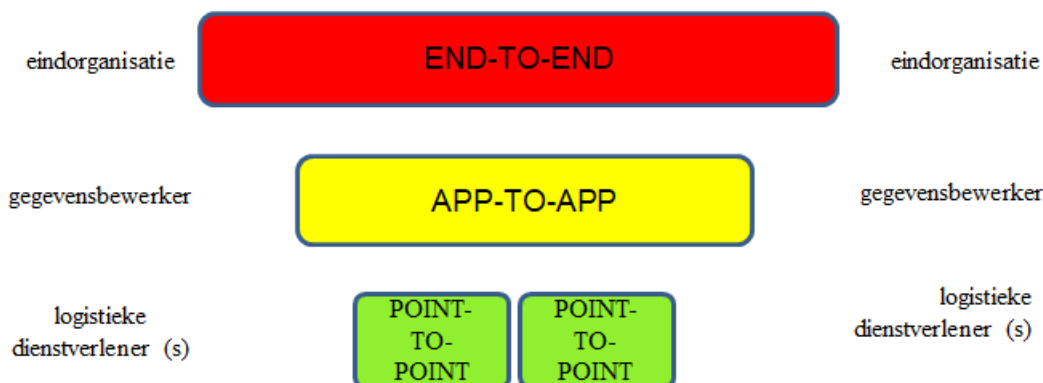 eindorganisatie
END-TO-END
eindorganisatie
gegevensbewerker
APP-TO-APP
gegevensbewerker
logistieke
dienstverlener (s)
POINT-
TO-
POINT
POINT-
TO-
POINT
logistieke
dienstverlener (s)